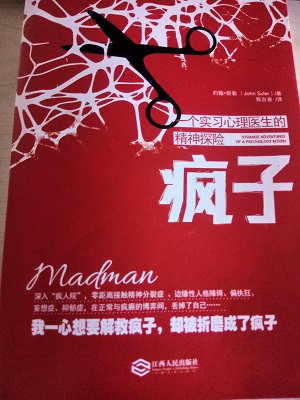 约翰·舒勒（John Suler）/著
陈合春 /译
一个实习心理医生的
精神探险
STRANGE ADVENTURES
OF A PSYCHOLOGY INTERN
疯子
Madman
深入“疯人院”，零距离接触精神分裂症、边缘性人格障碍、偏执狂、
妄想症、抑郁症，在正常与疯癫的博弈间，丢掉了自己……
我一心想要解救疯子，却被折磨成了疯子
江西人民出版社